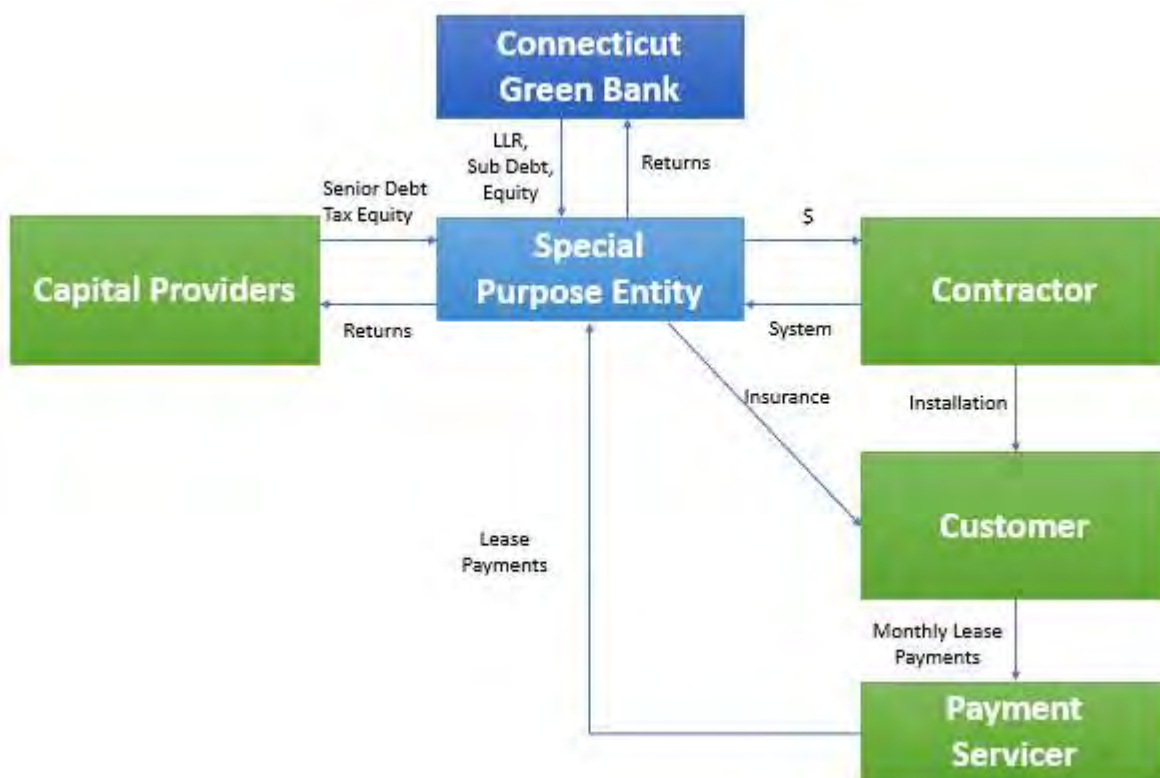 Connecticut
Green Bank
LLR,
Sub Debt,
Equity
Returns
Senior Debt
Tax Equity
$
Capital Providers
Special
Purpose Entity
Contractor
Returns
System
Insurance
Installation
Customer
Lease
Payments
Monthly Lease
Payments
Payment
Servicer